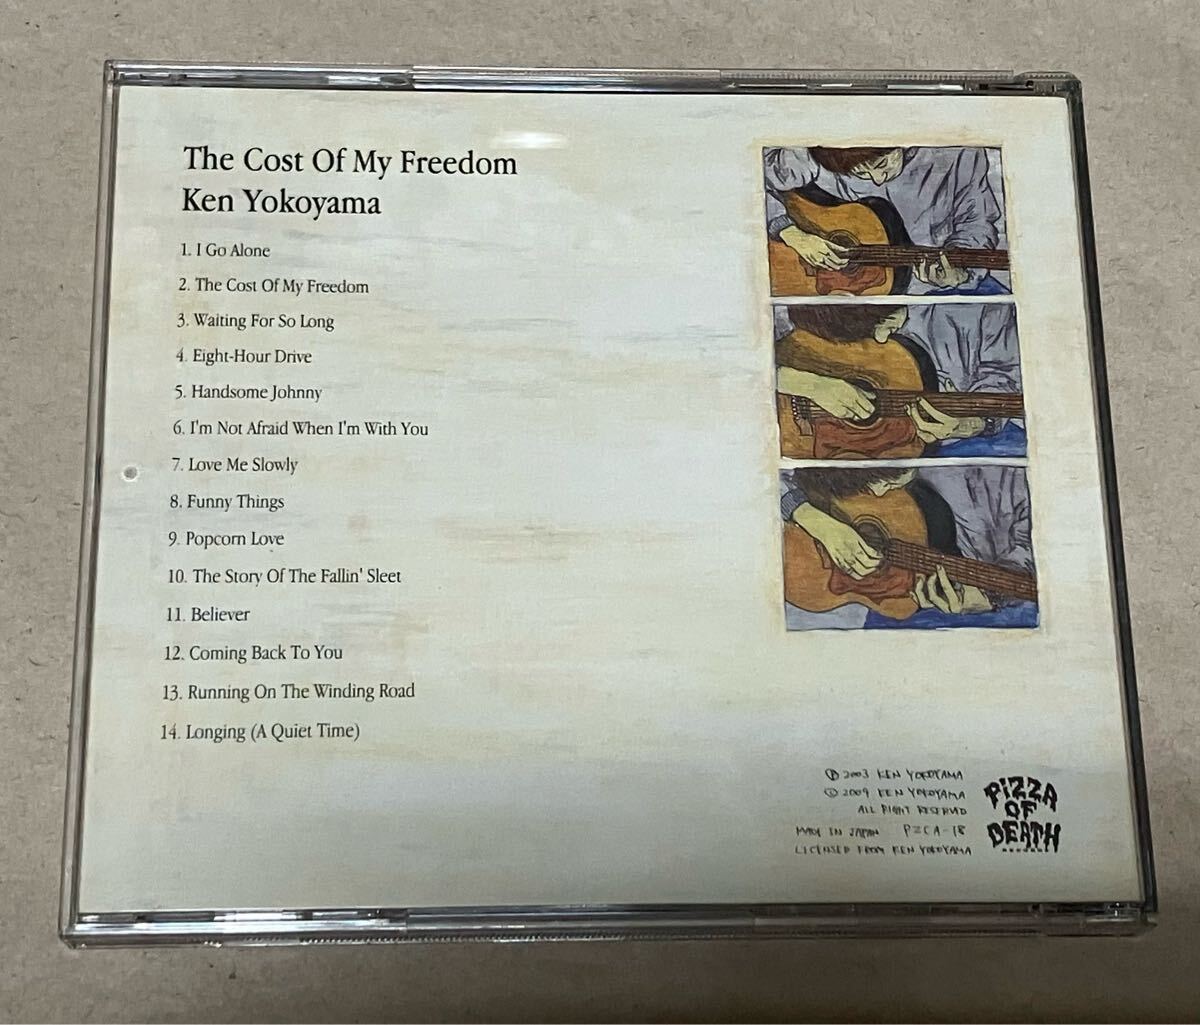 The Cost Of My Freedom
Ken Yokoyama
1. I Go Alone
2. The Cost Of My Freedom
3. Waiting For So Long
4. Eight-Hour Drive
5. Handsome Johnny
6. I'm Not Afraid When I'm With You
7. Love Me Slowly
8. Funny Things
9. Popcorn Love
10. The Story Of The Fallin' Sleet
11. Believer
12. Coming Back To You
13. Running On The Winding Road
14. Longing (A Quiet Time)
Ⓟ 2003 KEN YOKOYAMA
© 2009 KEN YOKOYAMA
ALL RIGHT RESERVED
MADE IN JAPAN PZCA-18
LICENSED FROM KEN YOKOYAMA
PIZZA
OF
DEATH
RECORDS